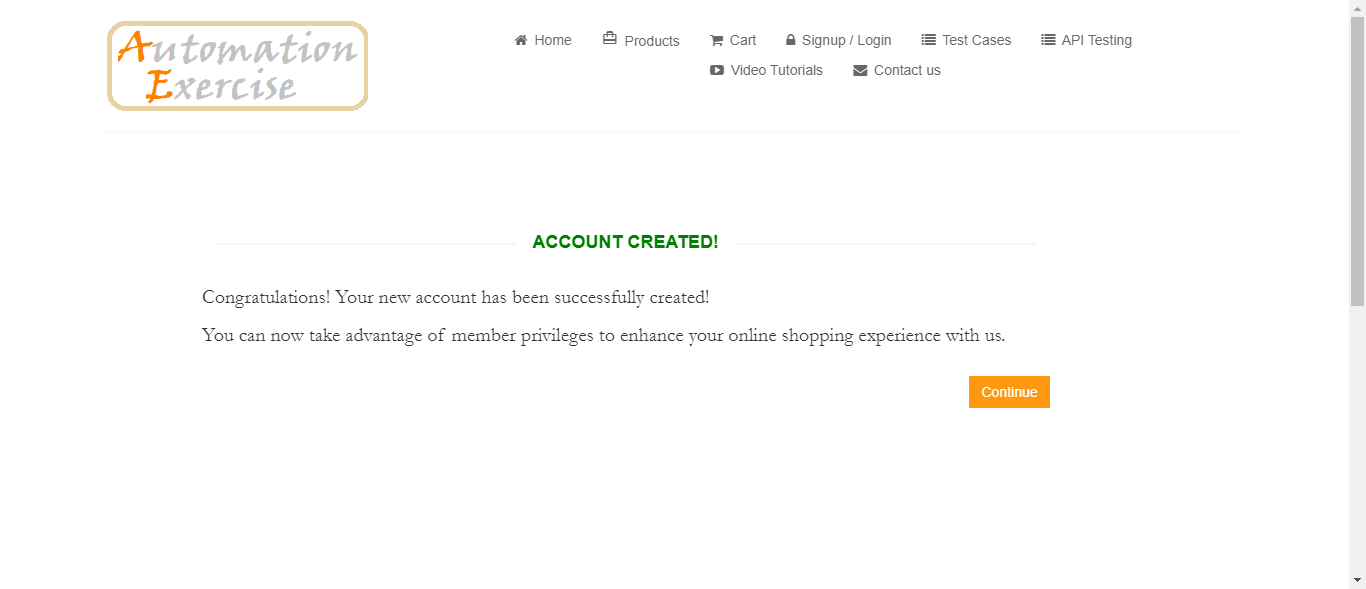 Automation
Exercise
Home Products Cart Signup / Login Test Cases API Testing
Video Tutorials Contact us
ACCOUNT CREATED!
Congratulations! Your new account has been successfully created!
You can now take advantage of member privileges to enhance your online shopping experience with us.
Continue